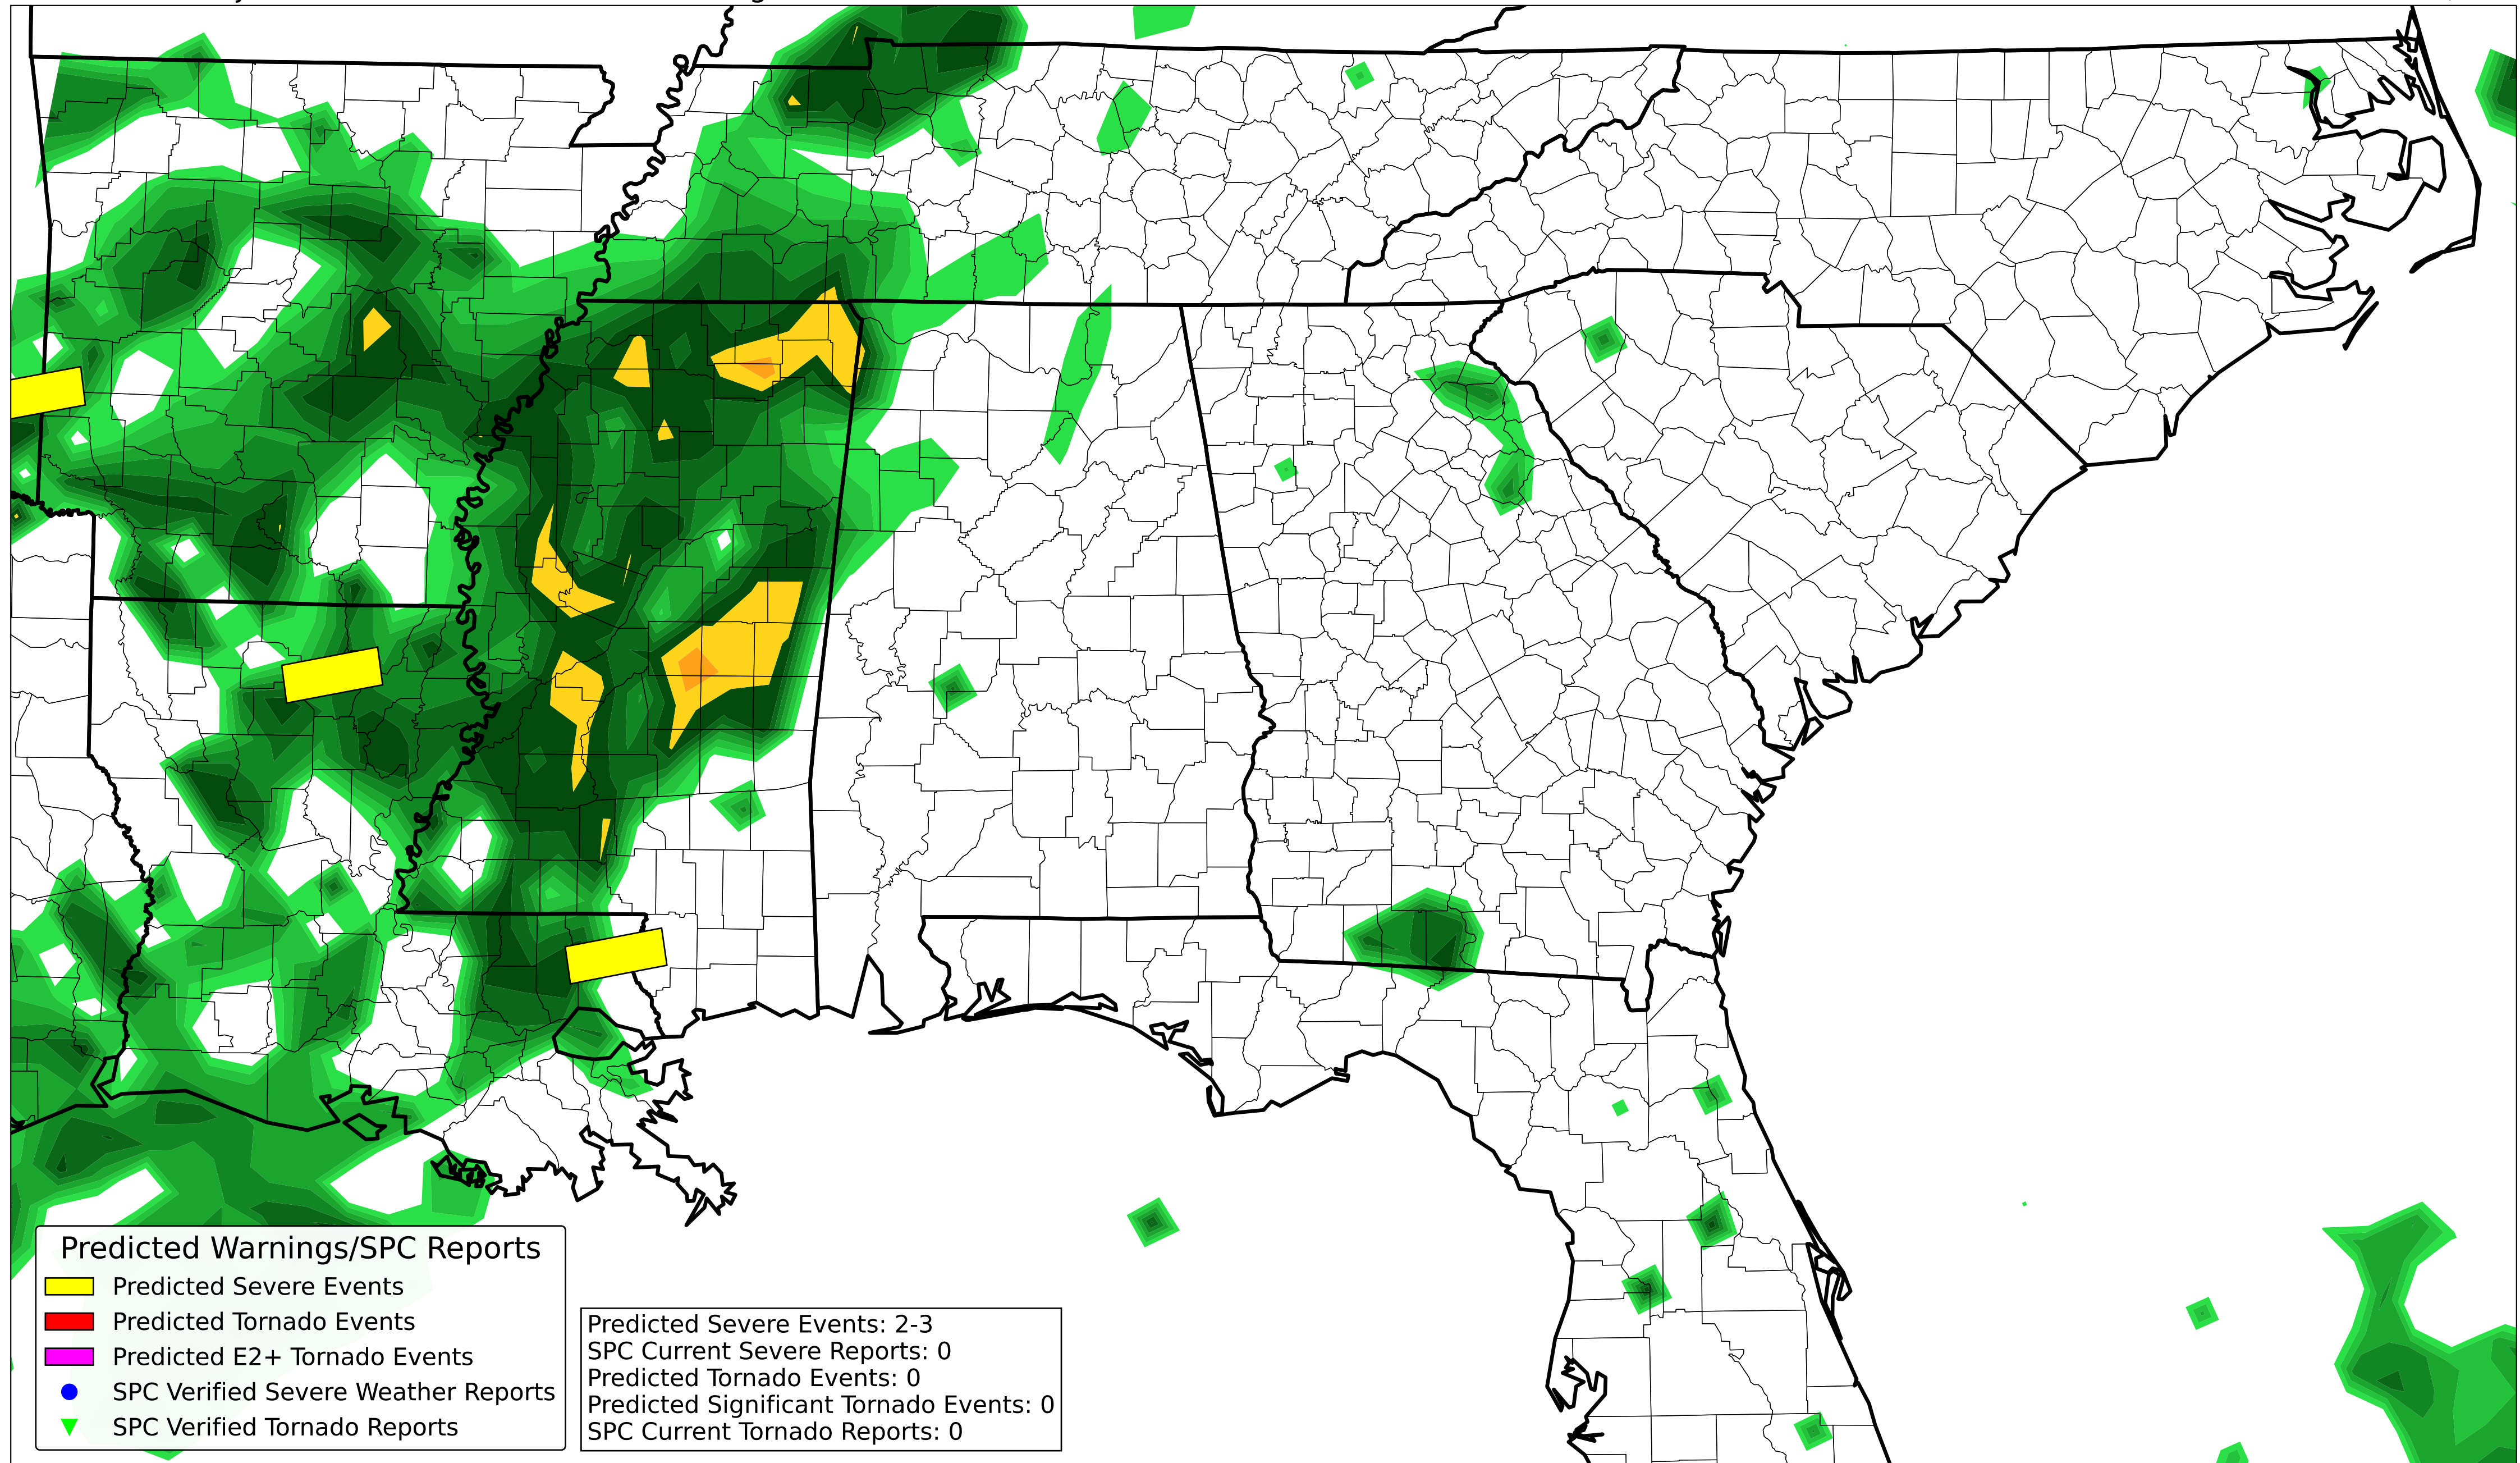 Predicted Warnings/SPC Reports
Predicted Severe Events
Predicted Tornado Events
Predicted E2+ Tornado Events
SPC Verified Severe Weather Reports
SPC Verified Tornado Reports
Predicted Severe Events: 2-3
SPC Current Severe Reports: 0
Predicted Tornado Events: 0
Predicted Significant Tornado Events: 0
SPC Current Tornado Reports: 0